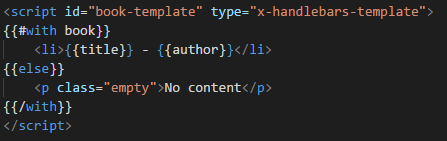 <script id="book-template" type="x-handlebars-template">
{{#with book}}
    <li>{{title}} - {{author}}</li>
{{else}}
    <p class="empty">No content</p>
{{/with}}
</script>